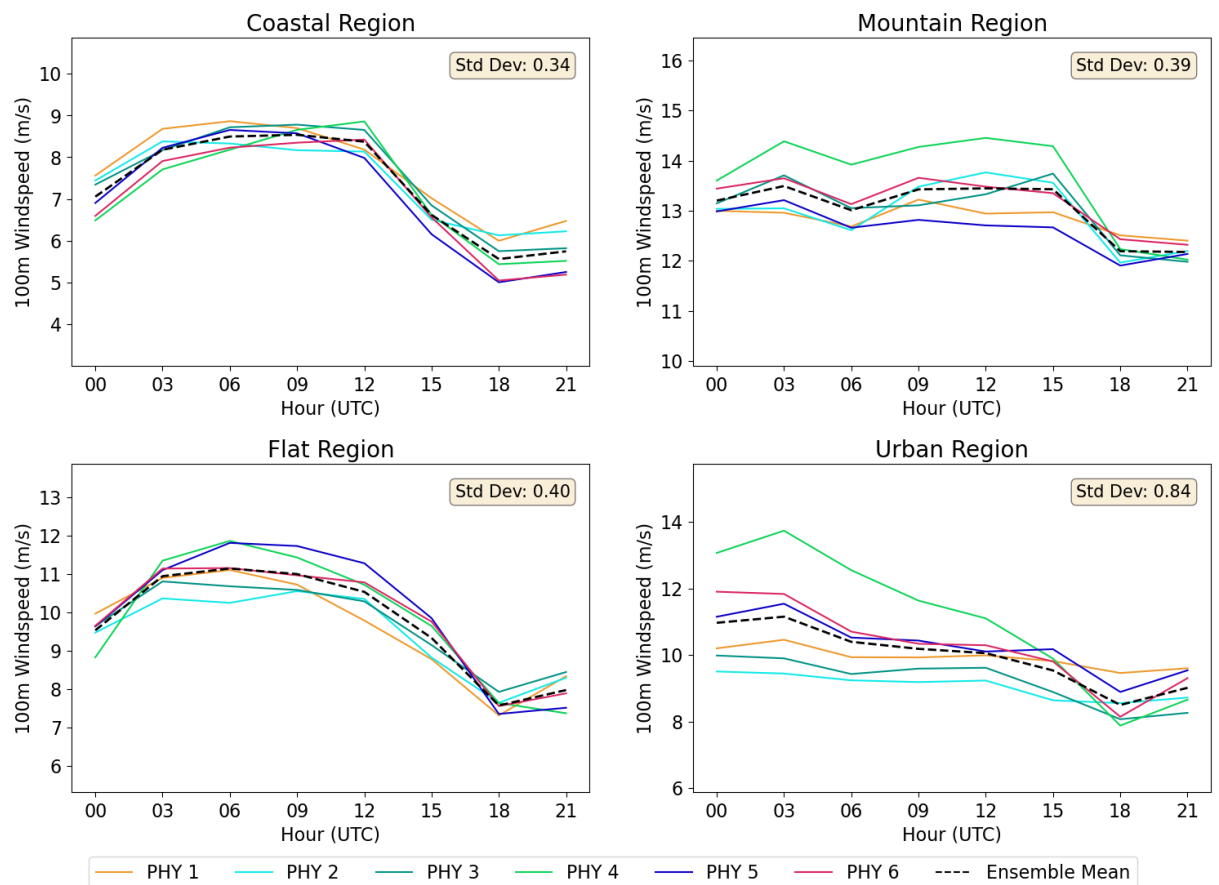 Coastal Region
Std Dev: 0.34
100m Windspeed (m/s)
10
9
8
7
6
5
4
00 03 06 09 12 15 18 21
Hour (UTC)
Mountain Region
Std Dev: 0.39
100m Windspeed (m/s)
16
15
14
13
12
11
10
00 03 06 09 12 15 18 21
Hour (UTC)
Flat Region
Std Dev: 0.40
100m Windspeed (m/s)
13
12
11
10
9
8
7
6
00 03 06 09 12 15 18 21
Hour (UTC)
Urban Region
Std Dev: 0.84
100m Windspeed (m/s)
14
12
10
8
6
00 03 06 09 12 15 18 21
Hour (UTC)
PHY 1 PHY 2 PHY 3 PHY 4 PHY 5 PHY 6 Ensemble Mean